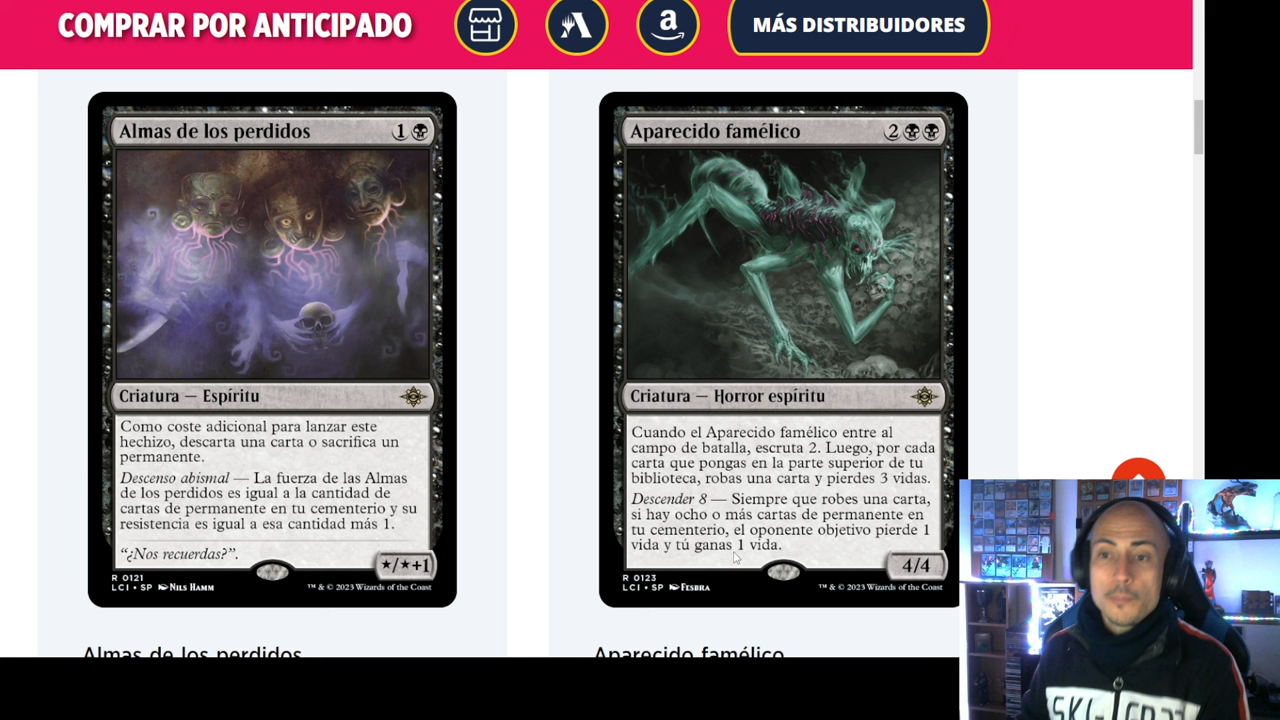 COMPRAR POR ANTICIPADO
a
MÁS DISTRIBUIDORES
Almas de los perdidos
1
Criatura — Espíritu
Como coste adicional para lanzar este
hechizo, descarta una carta o sacrifica un
permanente.
Descenso abismal — La fuerza de las Almas
de los perdidos es igual a la cantidad de
cartas de permanente en tu cementerio y su
resistencia es igual a esa cantidad más 1.
“¿Nos recuerdas?”.
★/★+1
R 0121
LCI • SP NILS HAMM
™ & © 2023 Wizards of the Coast
Almas de los perdidos
Aparecido famélico
2
Criatura — Horror espíritu
Cuando el Aparecido famélico entre al
campo de batalla, escruta 2. Luego, por cada
carta que pongas en la parte superior de tu
biblioteca, robas una carta y pierdes 3 vidas.
Descender 8 — Siempre que robes una carta,
si hay ocho o más cartas de permanente en
tu cementerio, el oponente objetivo pierde 1
vida y tú ganas 1 vida.
4/4
R 0123
LCI • SP FESBRA
™ & © 2023 Wizards of the Coast
Aparecido famélico